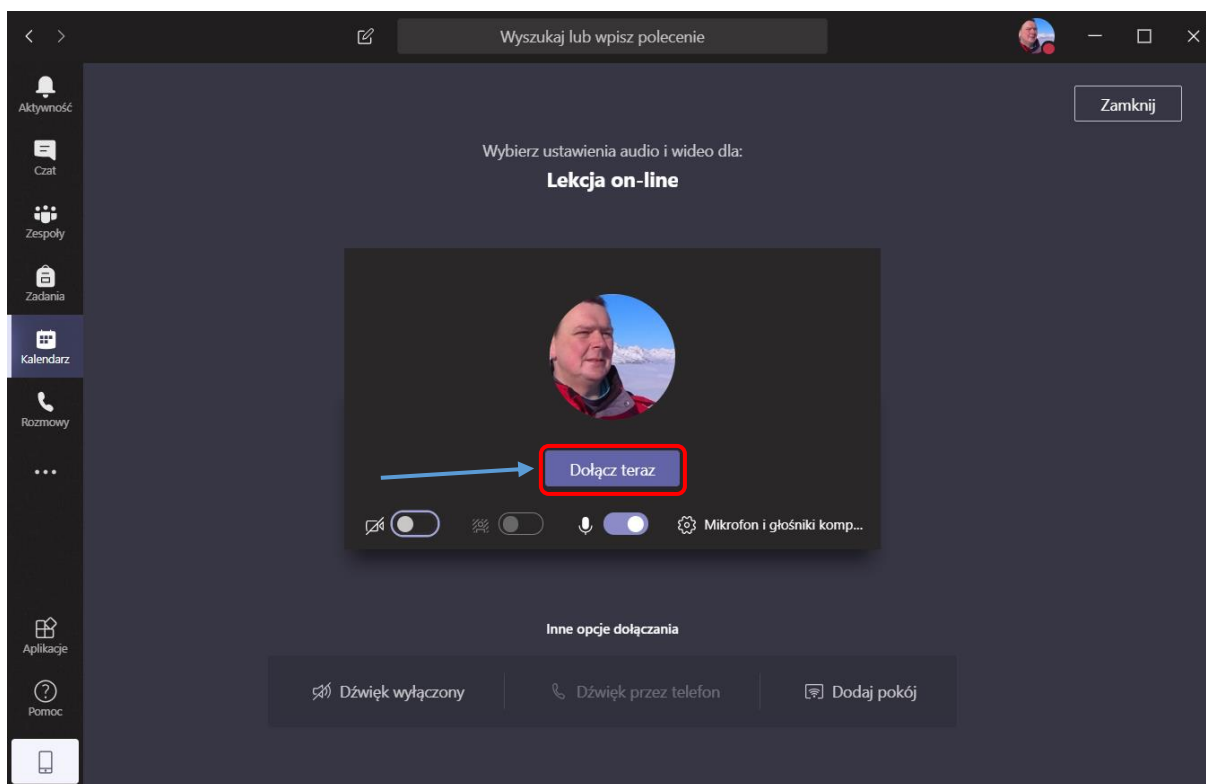 Wyszukaj lub wpisz polecenie
Aktywność
Czat
Zespoły
Zadania
Kalendarz
Rozmowy
Aplikacje
Pomoc
Zamknij
Wybierz ustawienia audio i wideo dla:
Lekcja on-line
Dołącz teraz
Mikrofon i głośniki komp...
Inne opcje dołączania
Dźwięk wyłączony
Dźwięk przez telefon
Dodaj pokój